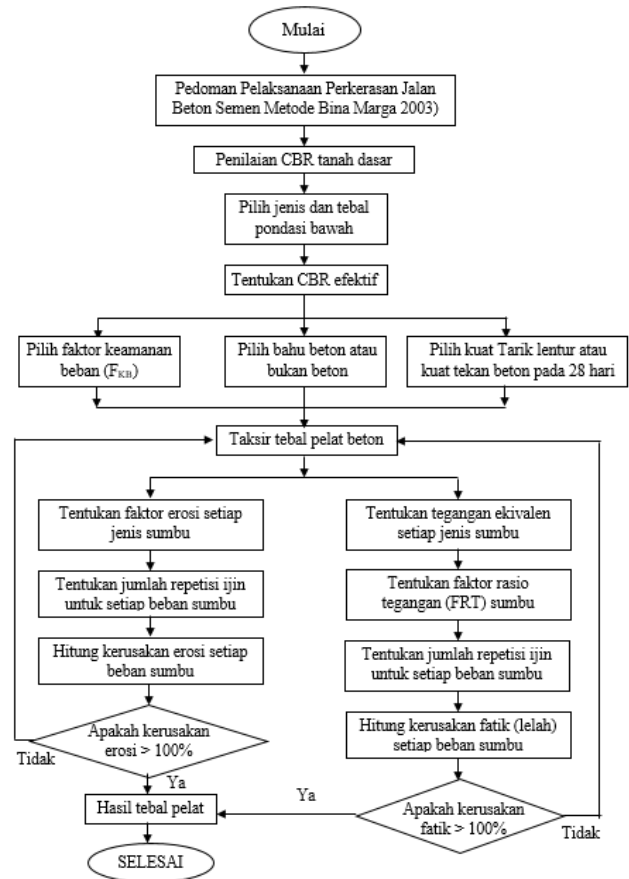 Mulai
Pedoman Pelaksanaan Perkerasan Jalan
Beton Semen Metode Bina Marga 2003)
Penilaian CBR tanah dasar
Pilih jenis dan tebal
pondasi bawah
Tentukan CBR efektif
Pilih faktor keamanan
beban (FKB)
Pilih bahu beton atau
bukan beton
Pilih kuat Tarik lentur atau
kuat tekan beton pada 28 hari
Taksir tebal pelat beton
Tentukan faktor erosi setiap
jenis sumbu
Tentukan jumlah repetisi ijin
untuk setiap beban sumbu
Hitung kerusakan erosi setiap
beban sumbu
Apakah kerusakan
erosi > 100%
Tidak
Ya
Tentukan tegangan ekivalen
setiap jenis sumbu
Tentukan faktor rasio
tegangan (FRT) sumbu
Tentukan jumlah repetisi ijin
untuk setiap beban sumbu
Hitung kerusakan fatik (lelah)
setiap beban sumbu
Apakah kerusakan
fatik > 100%
Tidak
Ya
Hasil tebal pelat
SELESAI